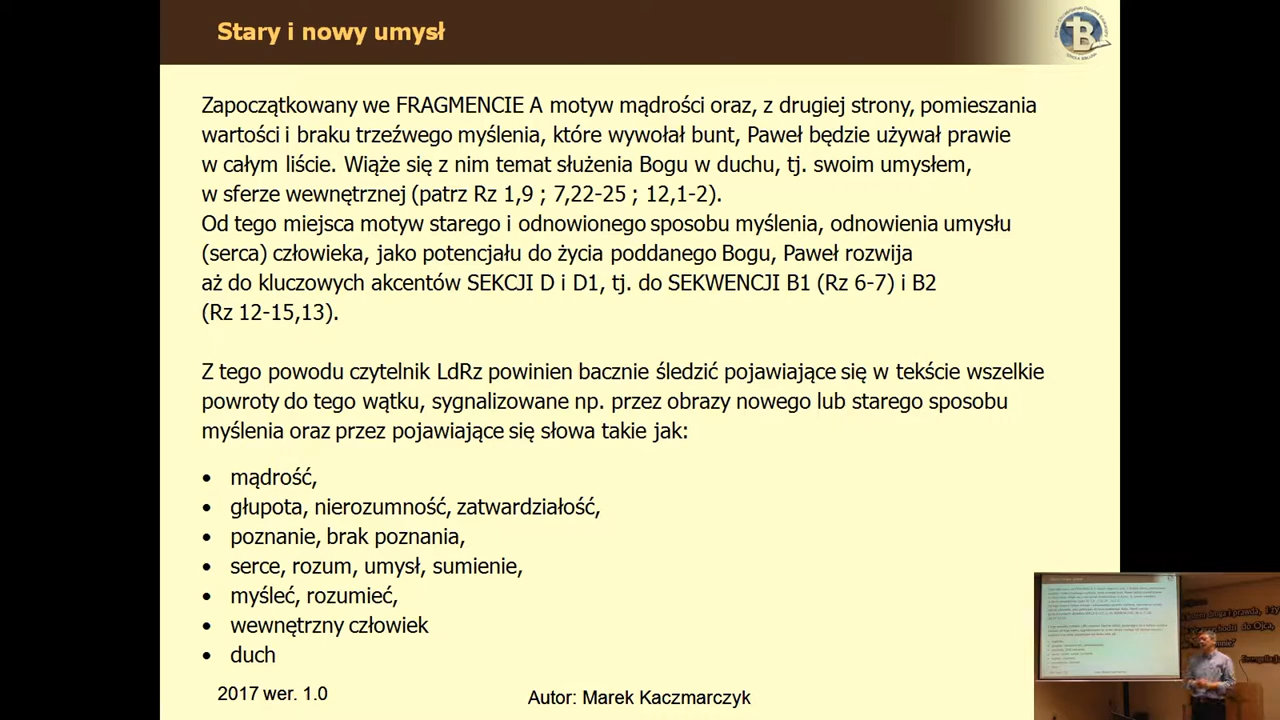 Stary i nowy umysł
Zapoczątkowany we FRAGMENCIE A motyw mądrości oraz, z drugiej strony, pomieszania
wartości i braku trzeźwego myślenia, które wywołał bunt, Paweł będzie używał prawie
w całym liście. Wiąże się z nim temat służenia Bogu w duchu, tj. swoim umysłem,
w sferze wewnętrznej (patrz Rz 1,9 ; 7,22-25 ; 12,1-2).
Od tego miejsca motyw starego i odnowionego sposobu myślenia, odnowienia umysłu
(serca) człowieka, jako potencjału do życia poddanego Bogu, Paweł rozwija
aż do kluczowych akcentów SEKCJI D i D1, tj. do SEKWENCJI B1 (Rz 6-7) i B2
(Rz 12-15,13).
Z tego powodu czytelnik LdRz powinien bacznie śledzić pojawiające się w tekście wszelkie
powroty do tego wątku, sygnalizowane np. przez obrazy nowego lub starego sposobu
myślenia oraz przez pojawiające się słowa takie jak:
• mądrość,
• głupota, nierozumność, zatwardziałość,
• poznanie, brak poznania,
• serce, rozum, umysł, sumienie,
• myśleć, rozumieć,
• wewnętrzny człowiek
• duch
2017 wer. 1.0
Autor: Marek Kaczmarczyk